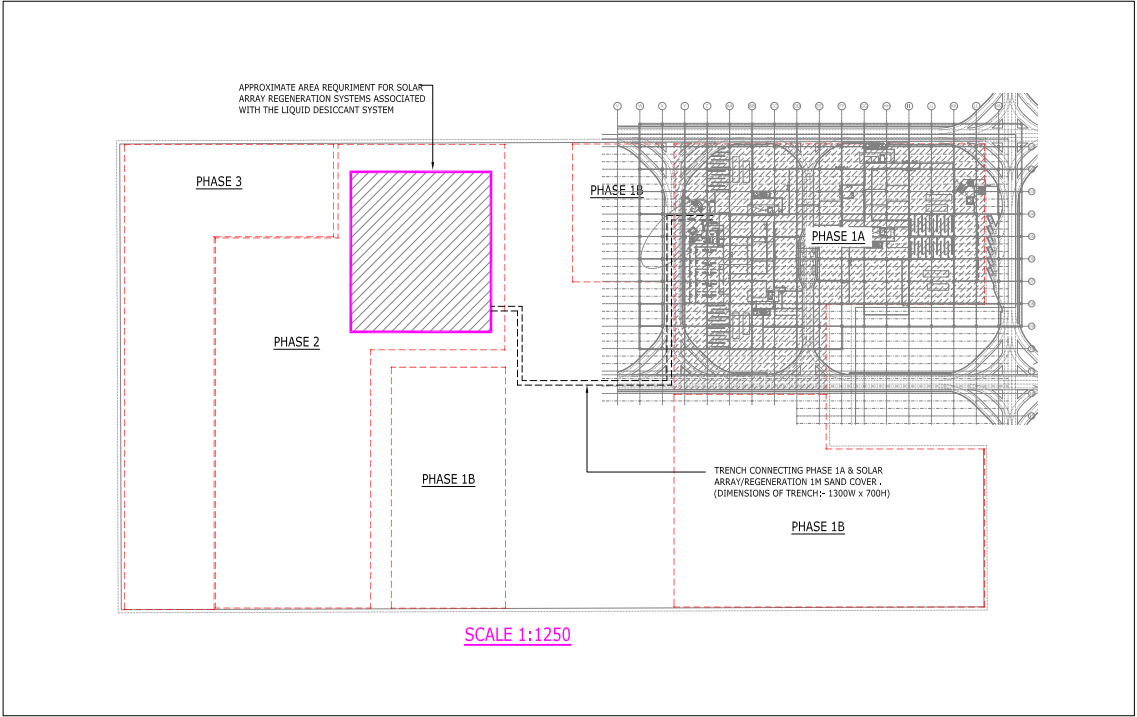 APPROXIMATE AREA REQURIMENT FOR SOLAR
ARRAY REGENERATION SYSTEMS ASSOCIATED
WITH THE LIQUID DESICCANT SYSTEM
PHASE 3
PHASE 1B
PHASE 1A
PHASE 2
PHASE 1B
TRENCH CONNECTING PHASE 1A & SOLAR
ARRAY/REGENERATION 1M SAND COVER .
(DIMENSIONS OF TRENCH:- 1300W x 700H)
PHASE 1B
SCALE 1:1250